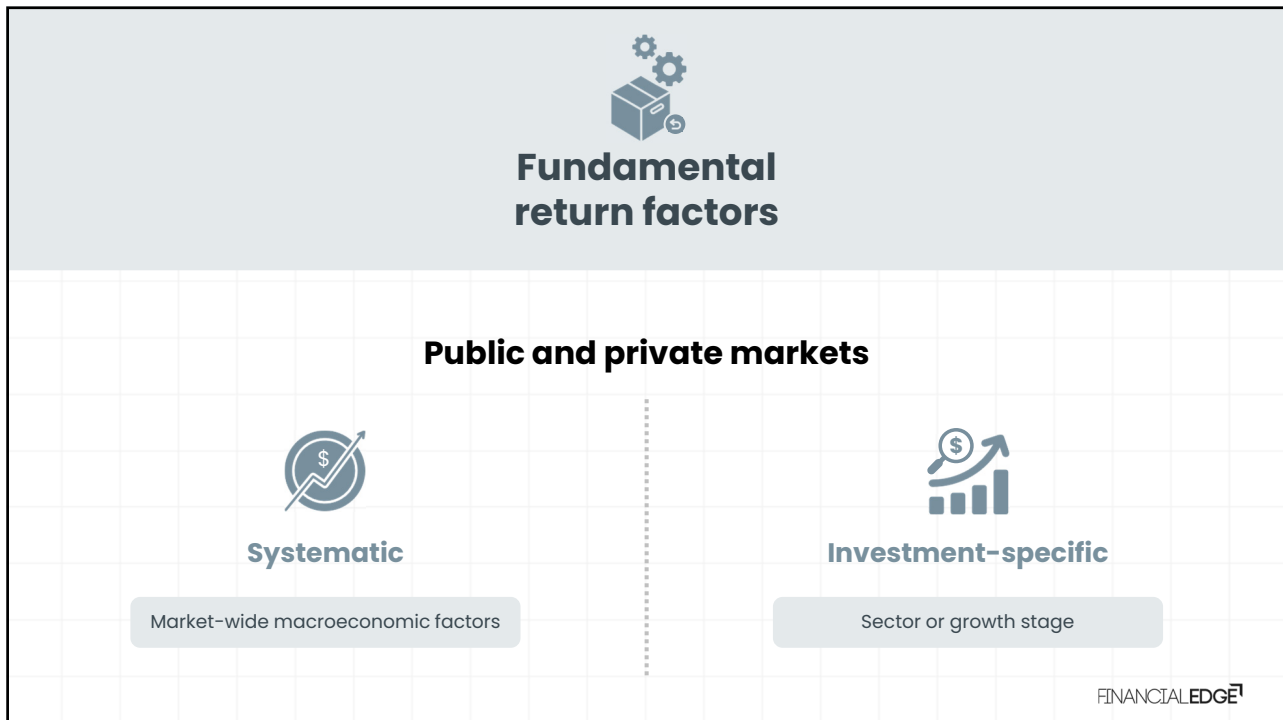 Fundamental
return factors
Public and private markets
$
$
Systematic
Investment-specific
Market-wide macroeconomic factors
Sector or growth stage
FINANCIALEDGE